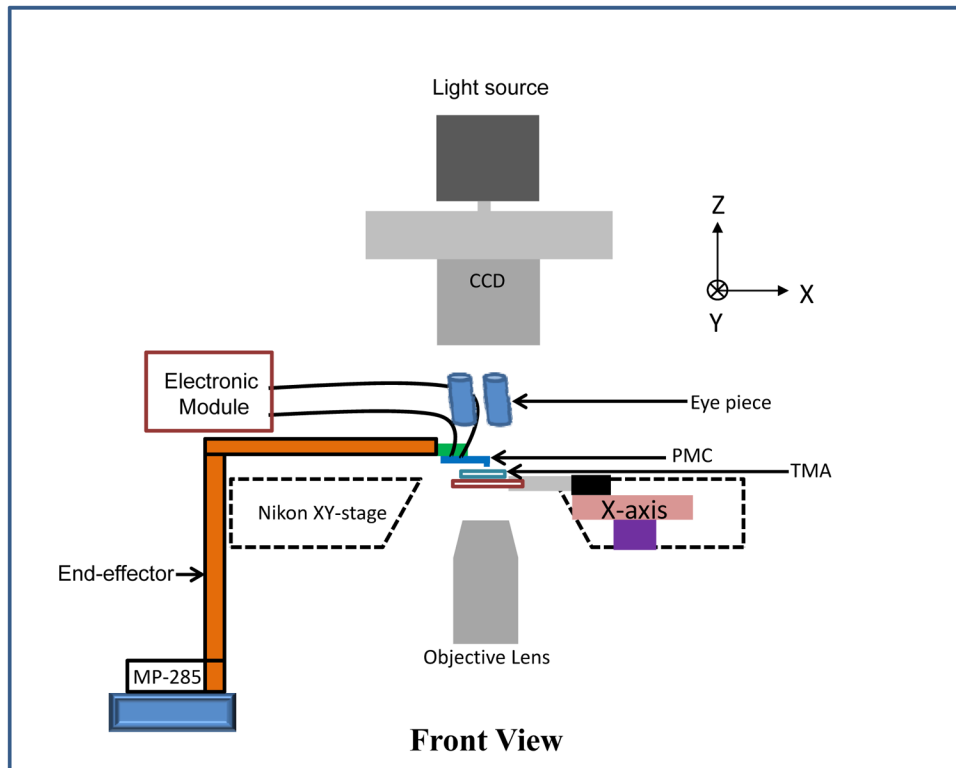 Light source
CCD
Z
X
Y
Electronic
Module
Eye piece
PMC
TMA
Nikon XY-stage
X-axis
End-effector
Objective Lens
MP-285
Front View